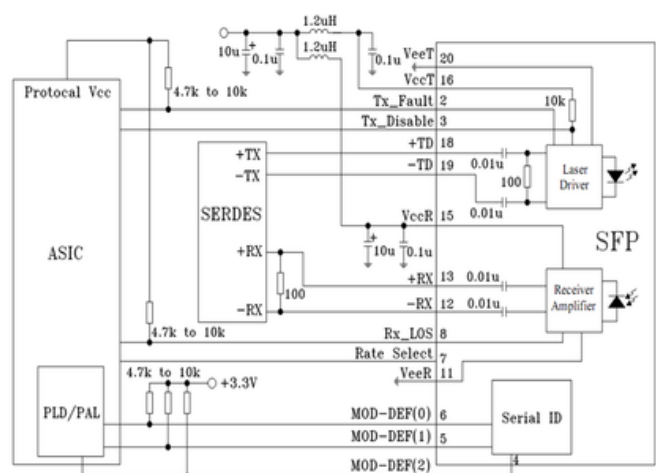 1.2uH
1.2uH
10u + 0.1u
0.1u
VeeT 20
VccT 16
Protocal Vcc
4.7k to 10k
Tx_Fault 2
10k
Tx_Disable 3
+TX
+TD 18
0.01u
-TX
-TD 19
100
Laser
Driver
SERDES
0.01u
VccR 15
SFP
ASIC
+
10u 0.1u
+RX
+RX 13 0.01u
100
Receiver
Amplifier
-RX
-RX 12 0.01u
4.7k to 10k
Rx_LOS 8
Rate Select 7
4.7k to 10k
+3.3V
VeeR 11
PLD/PAL
MOD-DEF(0) 6
Serial ID
MOD-DEF(1) 5
MOD-DEF(2) 4